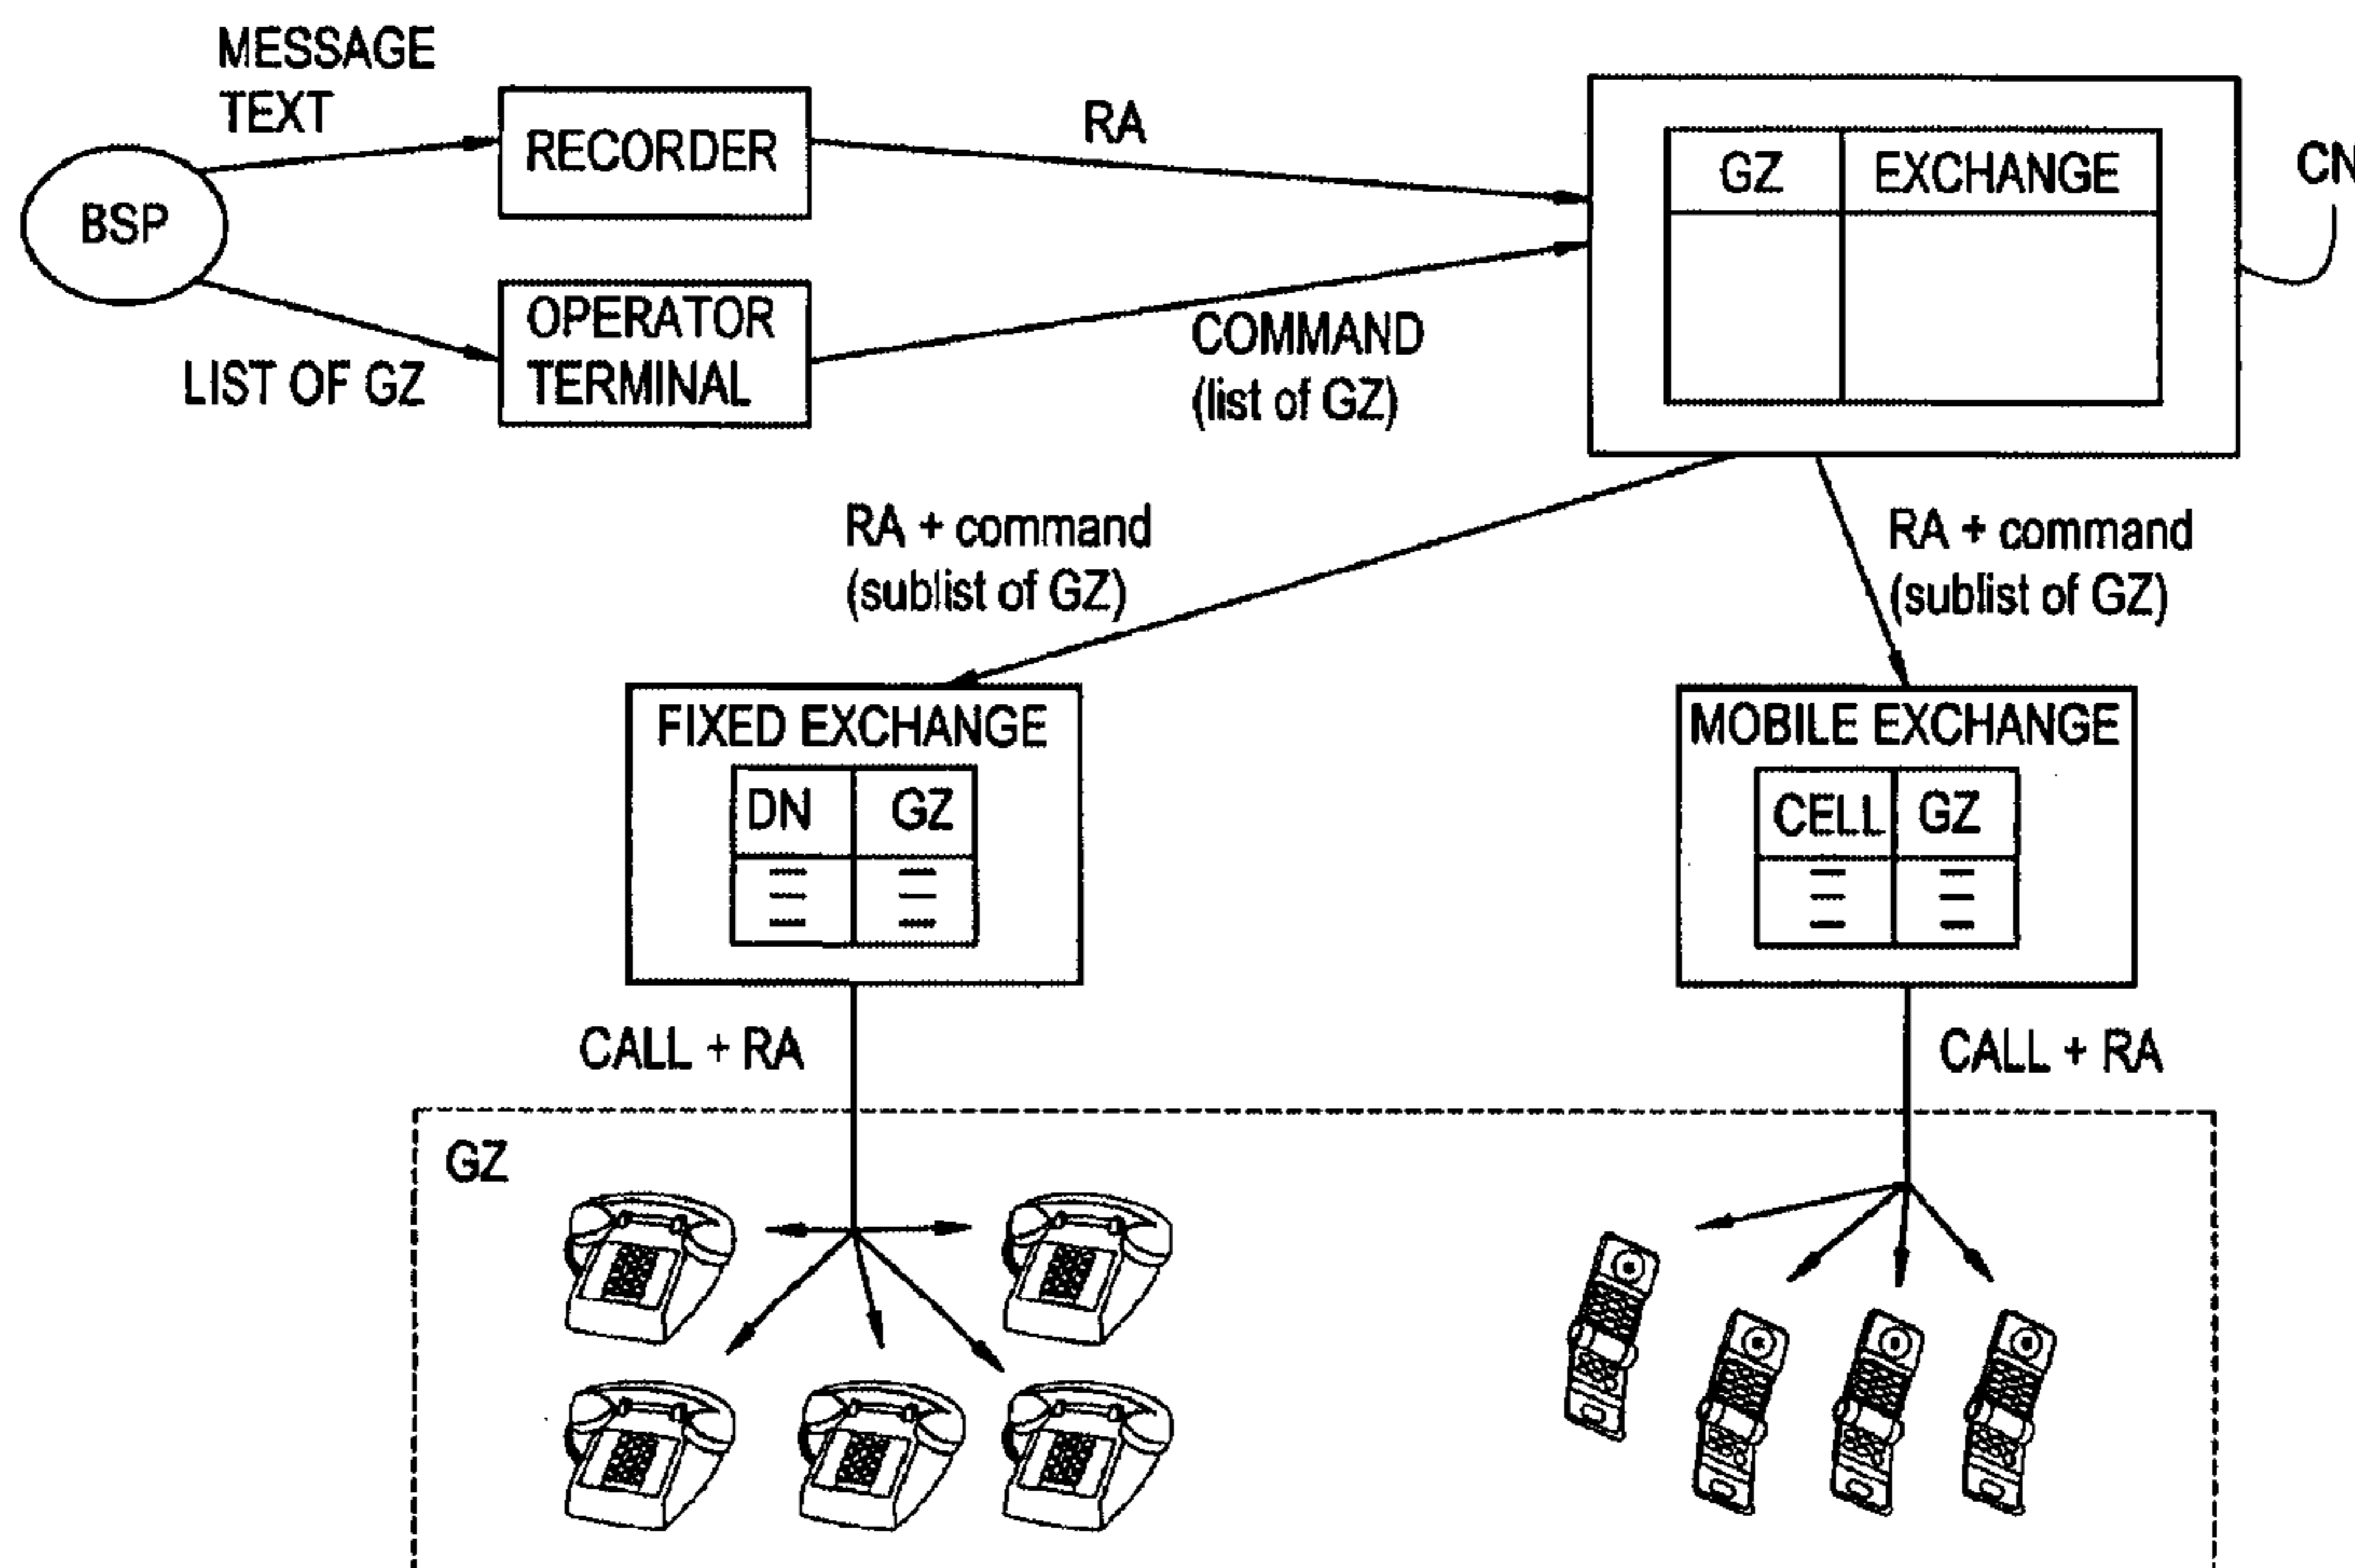 MESSAGE
TEXT
BSP
RECORDER
RA
GZ
EXCHANGE
CN
LIST OF GZ
OPERATOR
TERMINAL
COMMAND
(list of GZ)
RA + command
(sublist of GZ)
RA + command
(sublist of GZ)
FIXED EXCHANGE
DN
GZ
MOBILE EXCHANGE
CELL
GZ
CALL + RA
CALL + RA
GZ